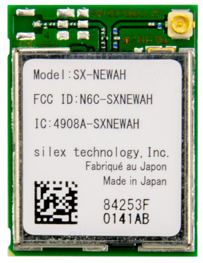 Model:SX-NEWAH
FCC ID:N6C-SXNEWAH
IC:4908A-SXNEWAH
silex technology,Inc.
Fabriqué au Japon
Made in Japan
84253F
0141AB